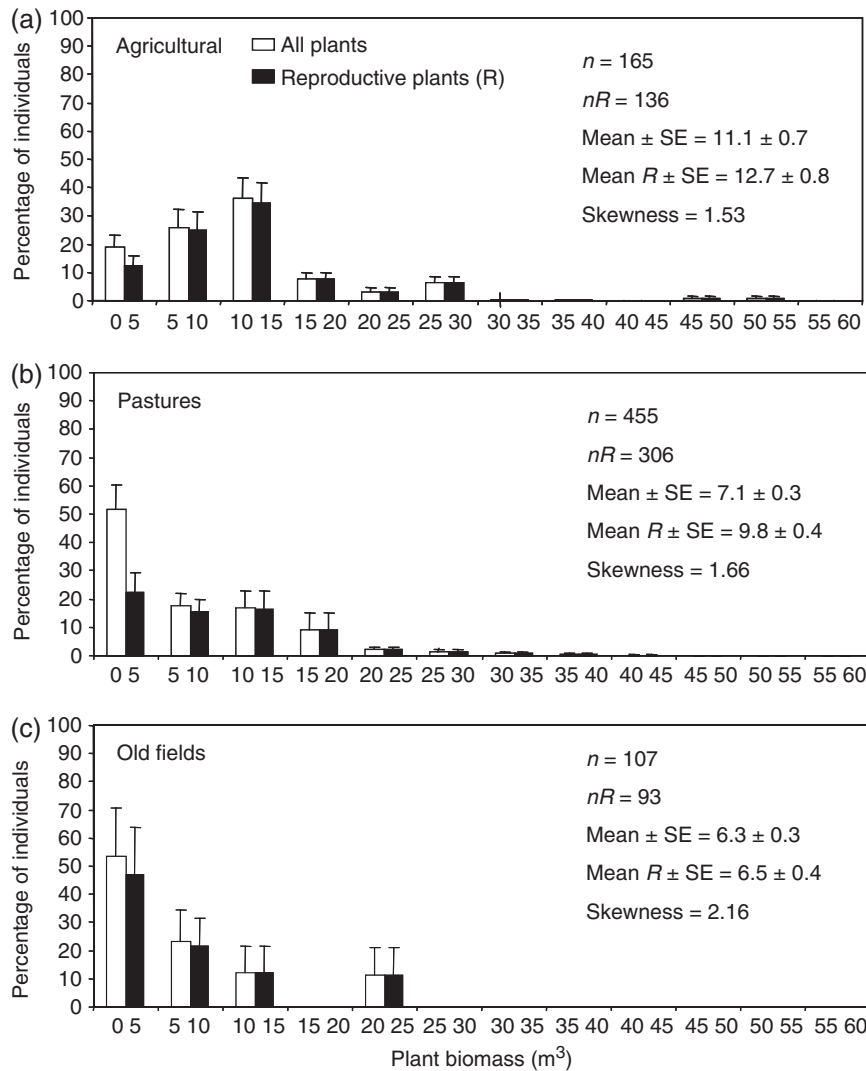 (a)
Percentage of individuals
100
90
80
70
60
50
40
30
20
10
0
Agricultural
All plants
Reproductive plants (R)
n = 165
nR = 136
Mean ± SE = 11.1 ± 0.7
Mean R ± SE = 12.7 ± 0.8
Skewness = 1.53
0 5 5 10 10 15 15 20 20 25 25 30 30 35 35 40 40 45 45 50 50 55 55 60
(b)
Percentage of individuals
100
90
80
70
60
50
40
30
20
10
0
Pastures
n = 455
nR = 306
Mean ± SE = 7.1 ± 0.3
Mean R ± SE = 9.8 ± 0.4
Skewness = 1.66
0 5 5 10 10 15 15 20 20 25 25 30 30 35 35 40 40 45 45 50 50 55 55 60
(c)
Percentage of individuals
100
90
80
70
60
50
40
30
20
10
0
Old fields
n = 107
nR = 93
Mean ± SE = 6.3 ± 0.3
Mean R ± SE = 6.5 ± 0.4
Skewness = 2.16
0 5 5 10 10 15 15 20 20 25 25 30 30 35 35 40 40 45 45 50 50 55 55 60
Plant biomass (m³)